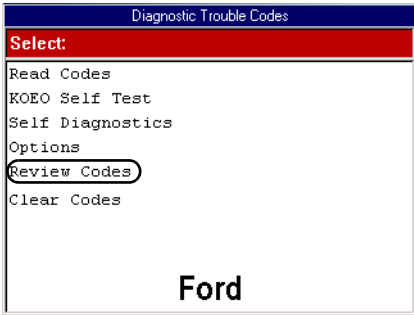 Diagnostic Trouble Codes
Select:
Read Codes
KOEO Self Test
Self Diagnostics
Options
Review Codes
Clear Codes
Ford